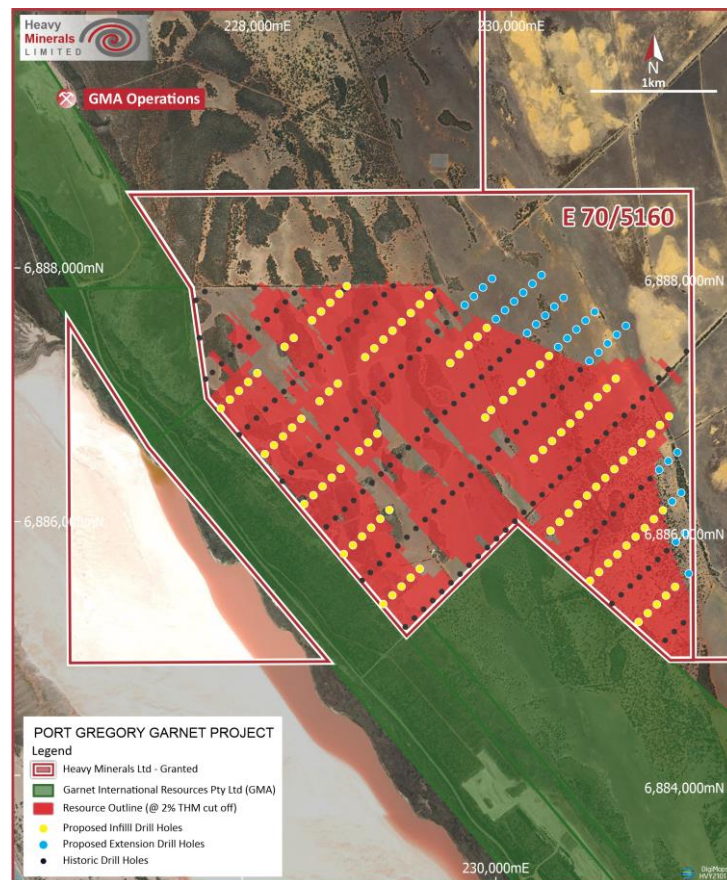 Heavy
Minerals
LIMITED
228,000mE
230,000mE
N
1km
GMA Operations
E 70/5160
6,888,000mN
6,888,000mN
6,886,000mN
6,886,000mN
6,884,000mN
230,000mE
PORT GREGORY GARNET PROJECT
Legend
Heavy Minerals Ltd - Granted
Garnet International Resources Pty Ltd (GMA)
Resource Outline (@ 2% THM cut off)
Proposed Infilll Drill Holes
Proposed Extension Drill Holes
Historic Drill Holes
DigiMaps